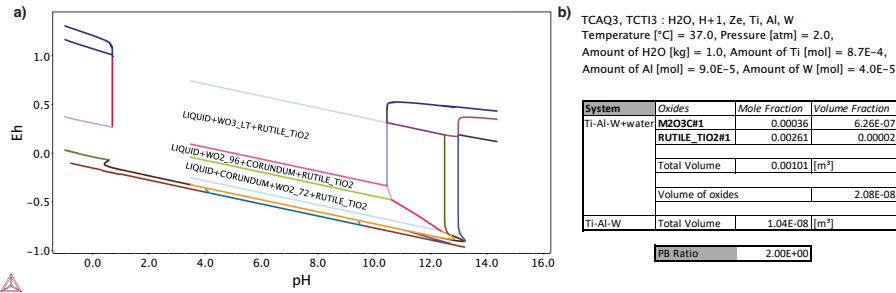 a)
1.0
0.5
0.0
−0.5
−1.0
Eh
LIQUID+WO3_LT+RUTILE_TIO2
LIQUID+WO2_96+CORUNDUM+RUTILE_TIO2
LIQUID+CORUNDUM+WO2_72+RUTILE_TIO2
0.0 2.0 4.0 6.0 8.0 10.0 12.0 14.0 16.0
pH
b)
TCAQ3, TCTI3 : H2O, H+1, Ze, Ti, Al, W
Temperature [°C] = 37.0, Pressure [atm] = 2.0,
Amount of H2O [kg] = 1.0, Amount of Ti [mol] = 8.7E-4,
Amount of Al [mol] = 9.0E-5, Amount of W [mol] = 4.0E-5
System Oxides Mole Fraction Volume Fraction
Ti-Al-W+water M2O3C#1 0.00036 6.26E-07
RUTILE_TIO2#1 0.00261 0.00002
Total Volume 0.00101 [m³]
Volume of oxides 2.08E-08
Ti-Al-W Total Volume 1.04E-08 [m³]
PB Ratio 2.00E+00